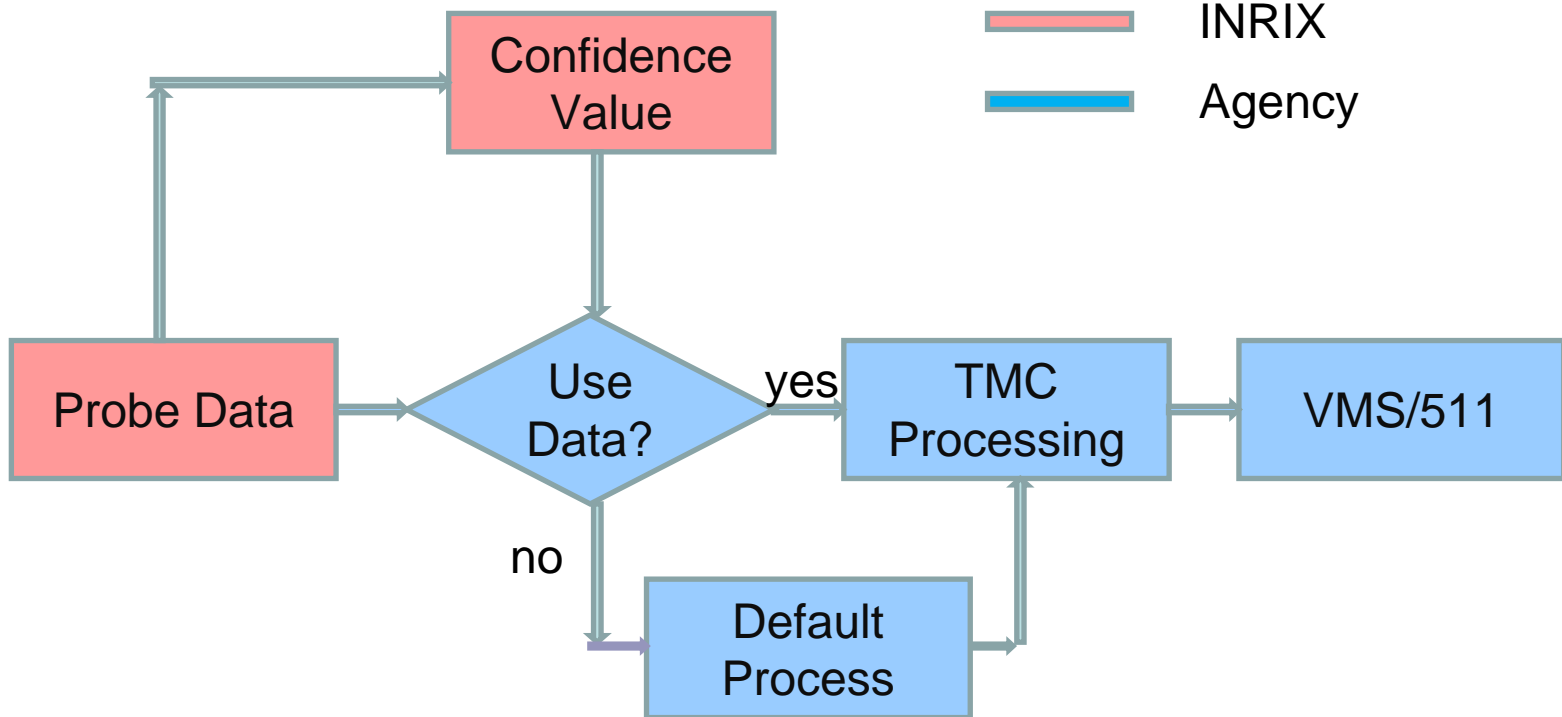 INRIX
Agency
Confidence
Value
Probe Data
Use
Data?
yes
TMC
Processing
VMS/511
no
Default
Process